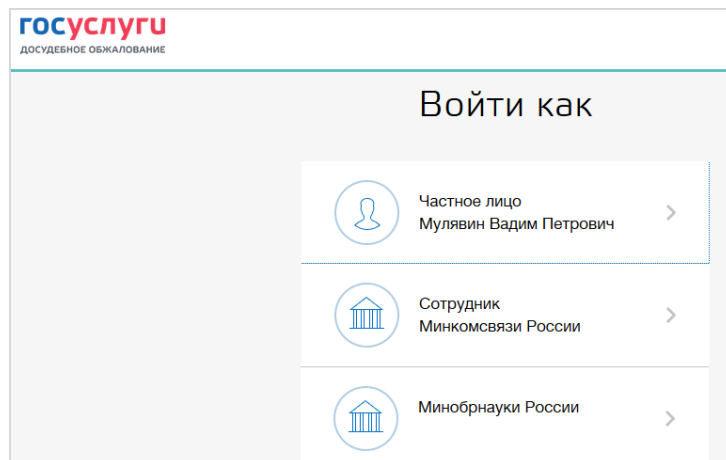 госуслуги
ДОСУДЕБНОЕ ОБЖАЛОВАНИЕ
Войти как
Частное лицо
Мулявин Вадим Петрович
Сотрудник
Минкомсвязи России
Минобрнауки России